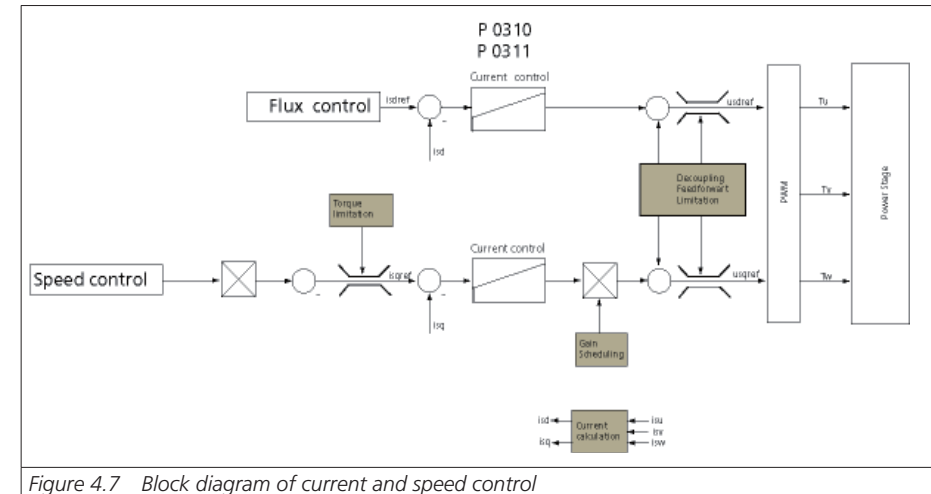 P 0310
P 0311
Current control
Flux control
isdref
-
isd
usdref
Tu
Decoupling
Feedforwart
Limitation
PWM
Tv
Power Stage
Torque
limitation
Speed control
-
isqref
-
isq
Current control
usqref
Tw
Gain
Scheduling
isd
isq
Current
calculation
isu
isv
isw
Figure 4.7 Block diagram of current and speed control